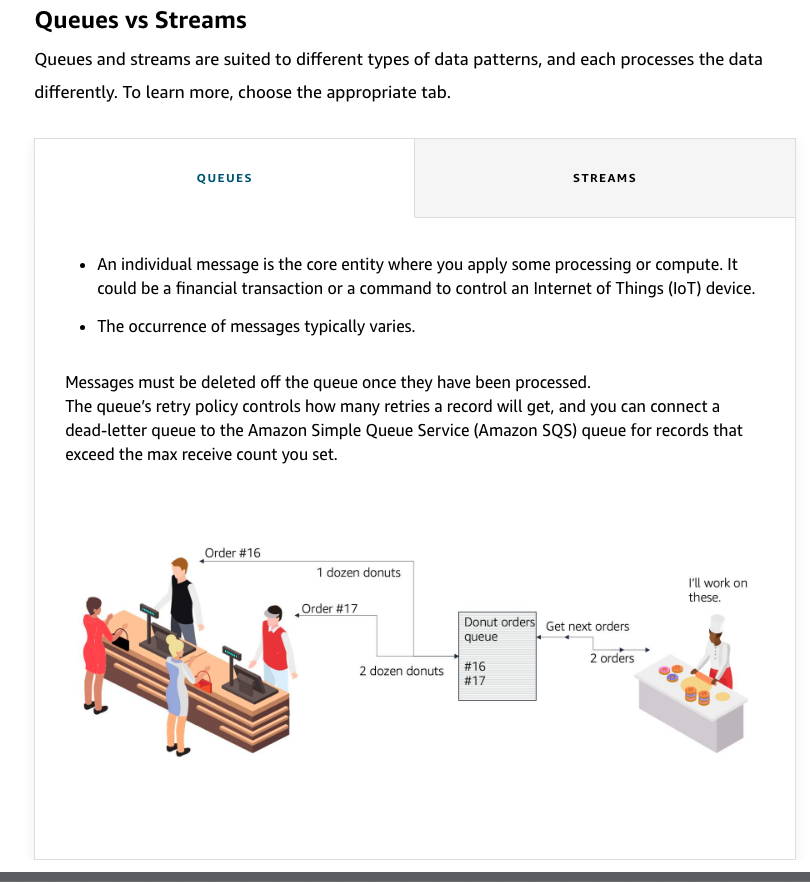 Queues vs Streams
Queues and streams are suited to different types of data patterns, and each processes the data
differently. To learn more, choose the appropriate tab.
QUEUES
STREAMS
• An individual message is the core entity where you apply some processing or compute. It
could be a financial transaction or a command to control an Internet of Things (IoT) device.
• The occurrence of messages typically varies.
Messages must be deleted off the queue once they have been processed.
The queue’s retry policy controls how many retries a record will get, and you can connect a
dead-letter queue to the Amazon Simple Queue Service (Amazon SQS) queue for records that
exceed the max receive count you set.
Order #16
1 dozen donuts
Order #17
2 dozen donuts
Donut orders
queue
#16
#17
Get next orders
2 orders
I’ll work on
these.